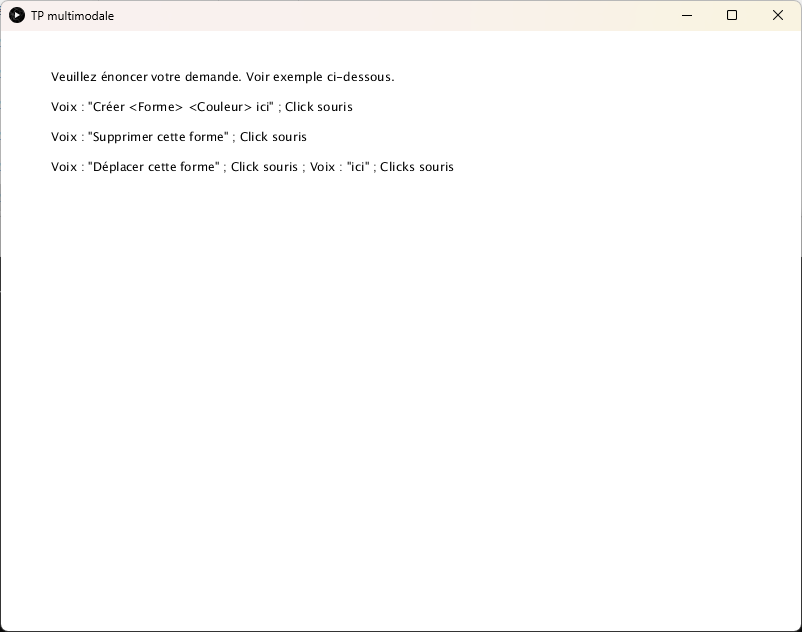 TP multimodale
Veuillez énoncer votre demande. Voir exemple ci-dessous.
Voix : "Créer <Forme> <Couleur> ici" ; Click souris
Voix : "Supprimer cette forme" ; Click souris
Voix : "Déplacer cette forme" ; Click souris ; Voix : "ici" ; Clicks souris